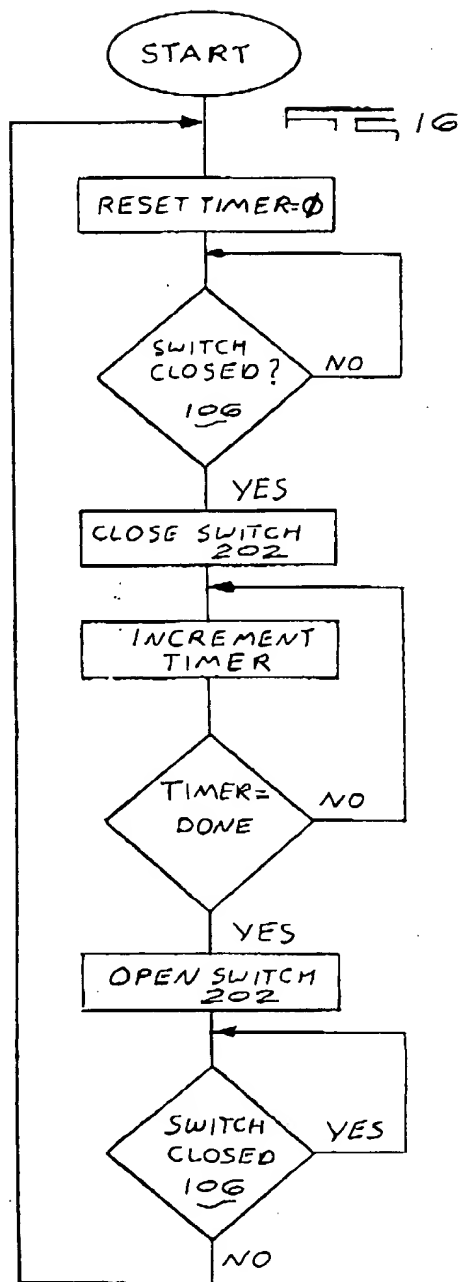 START
FIG 16
RESET TIMER=Ø
SWITCH
CLOSED?
106
NO
YES
CLOSE SWITCH
202
INCREMENT
TIMER
TIMER=
DONE
NO
YES
OPEN SWITCH
202
SWITCH
CLOSED
106
YES
NO